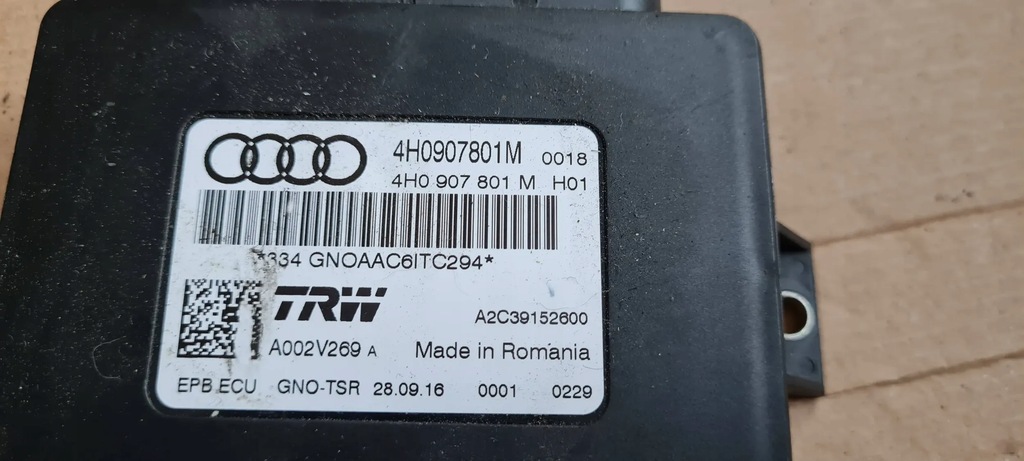 4H0907801M 0018
4H0 907 801 M H01
*334 GNOAAC6ITC294*
TRW
A2C39152600
A002V269 A Made in Romania
EPB ECU GNO-TSR 28.09.16 0001 0229